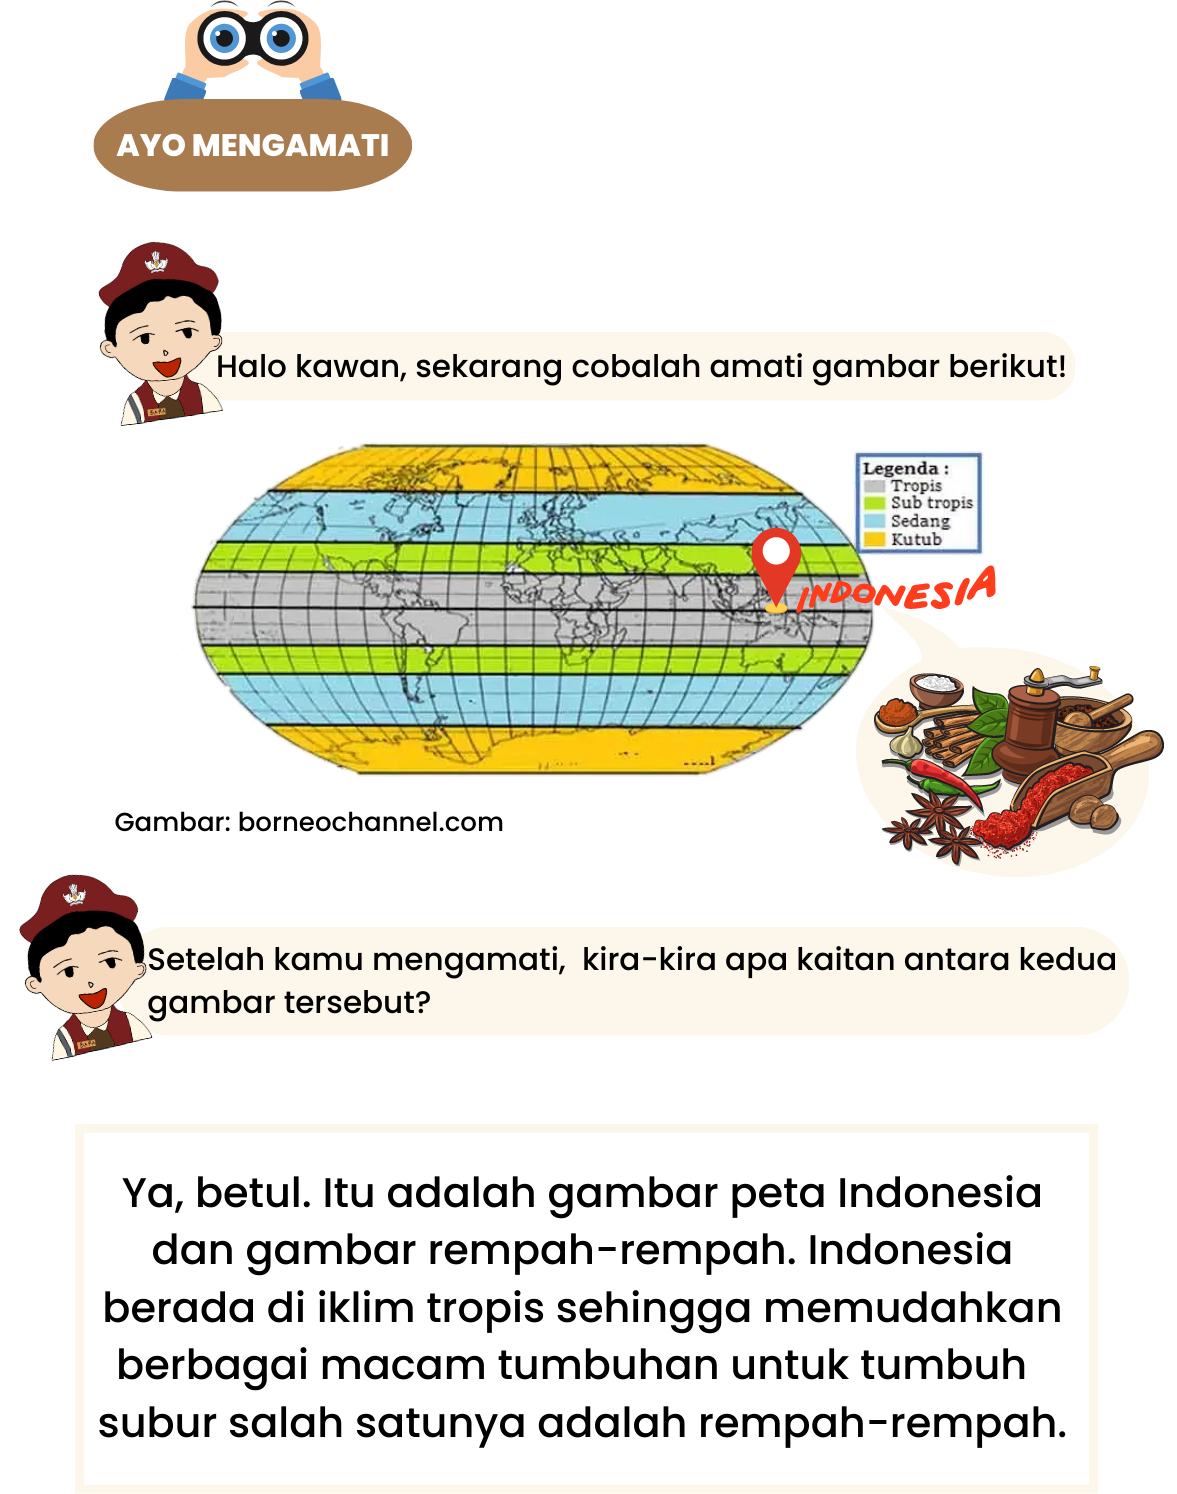 AYO MENGAMATI
Halo kawan, sekarang cobalah amati gambar berikut!
Legenda :
Tropis
Sub tropis
Sedang
Kutub
INDONESIA
Gambar: borneochannel.com
Setelah kamu mengamati, kira-kira apa kaitan antara kedua
gambar tersebut?
Ya, betul. Itu adalah gambar peta Indonesia
dan gambar rempah-rempah. Indonesia
berada di iklim tropis sehingga memudahkan
berbagai macam tumbuhan untuk tumbuh
subur salah satunya adalah rempah-rempah.